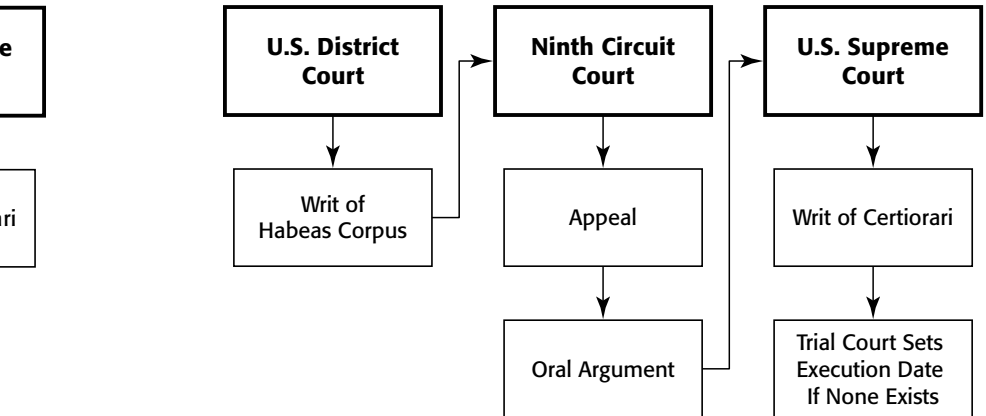 U.S. District
Court
Writ of
Habeas Corpus
Ninth Circuit
Court
Appeal
Oral Argument
U.S. Supreme
Court
Writ of Certiorari
Trial Court Sets
Execution Date
If None Exists